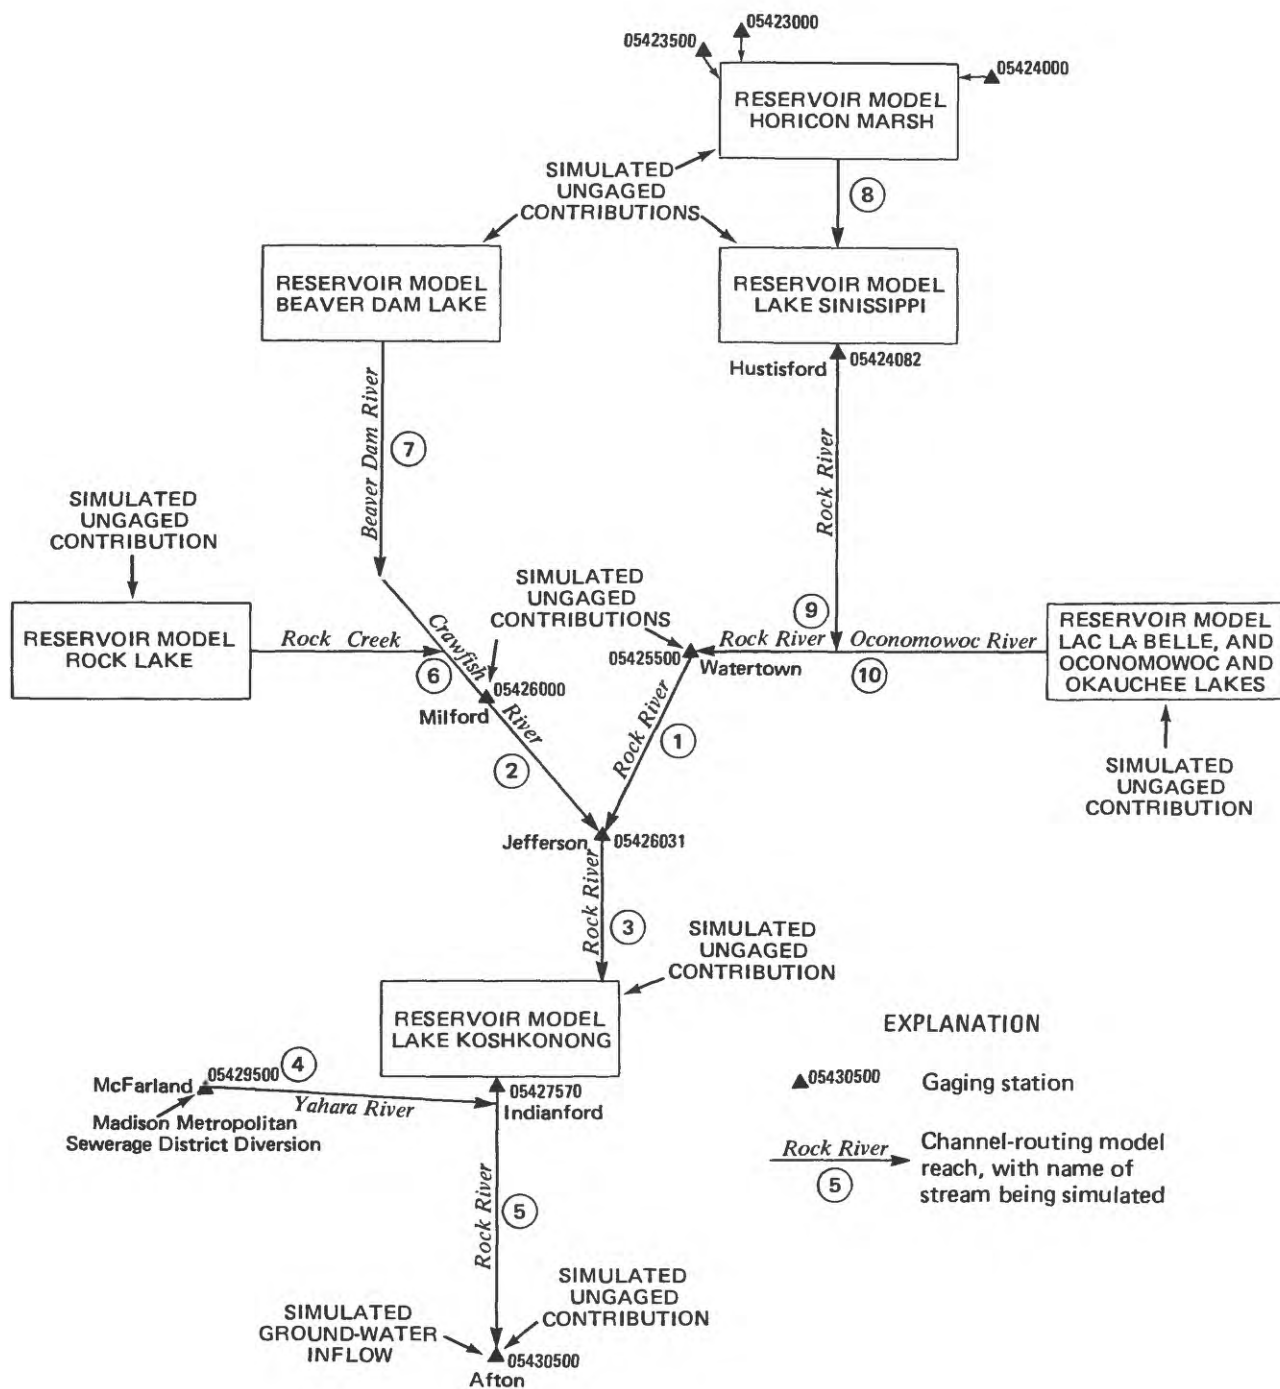 05423000
05423500
05424000
RESERVOIR MODEL
HORICON MARSH
SIMULATED
UNGAGED
CONTRIBUTIONS
8
RESERVOIR MODEL
BEAVER DAM LAKE
RESERVOIR MODEL
LAKE SINISSIPPI
Hustisford
05424082
Beaver Dam River
7
Rock River
SIMULATED
UNGAGED
CONTRIBUTION
SIMULATED
UNGAGED
CONTRIBUTIONS
9
RESERVOIR MODEL
ROCK LAKE
Rock Creek
6
Crawfish River
05426000
Milford
2
05425500
Watertown
Rock River
Oconomowoc River
10
RESERVOIR MODEL
LAC LA BELLE, AND
OCONOMOWOC AND
OKAUCHEE LAKES
SIMULATED
UNGAGED
CONTRIBUTION
Rock River
1
Jefferson
05426031
Rock River
3
SIMULATED
UNGAGED
CONTRIBUTION
RESERVOIR MODEL
LAKE KOSHKONONG
McFarland
05429500
4
Yahara River
Madison Metropolitan
Sewerage District Diversion
05427570
Indianford
Rock River
5
SIMULATED
GROUND-WATER
INFLOW
SIMULATED
UNGAGED
CONTRIBUTION
05430500
Afton
EXPLANATION
05430500
Gaging station
Rock River
5
Channel-routing model
reach, with name of
stream being simulated